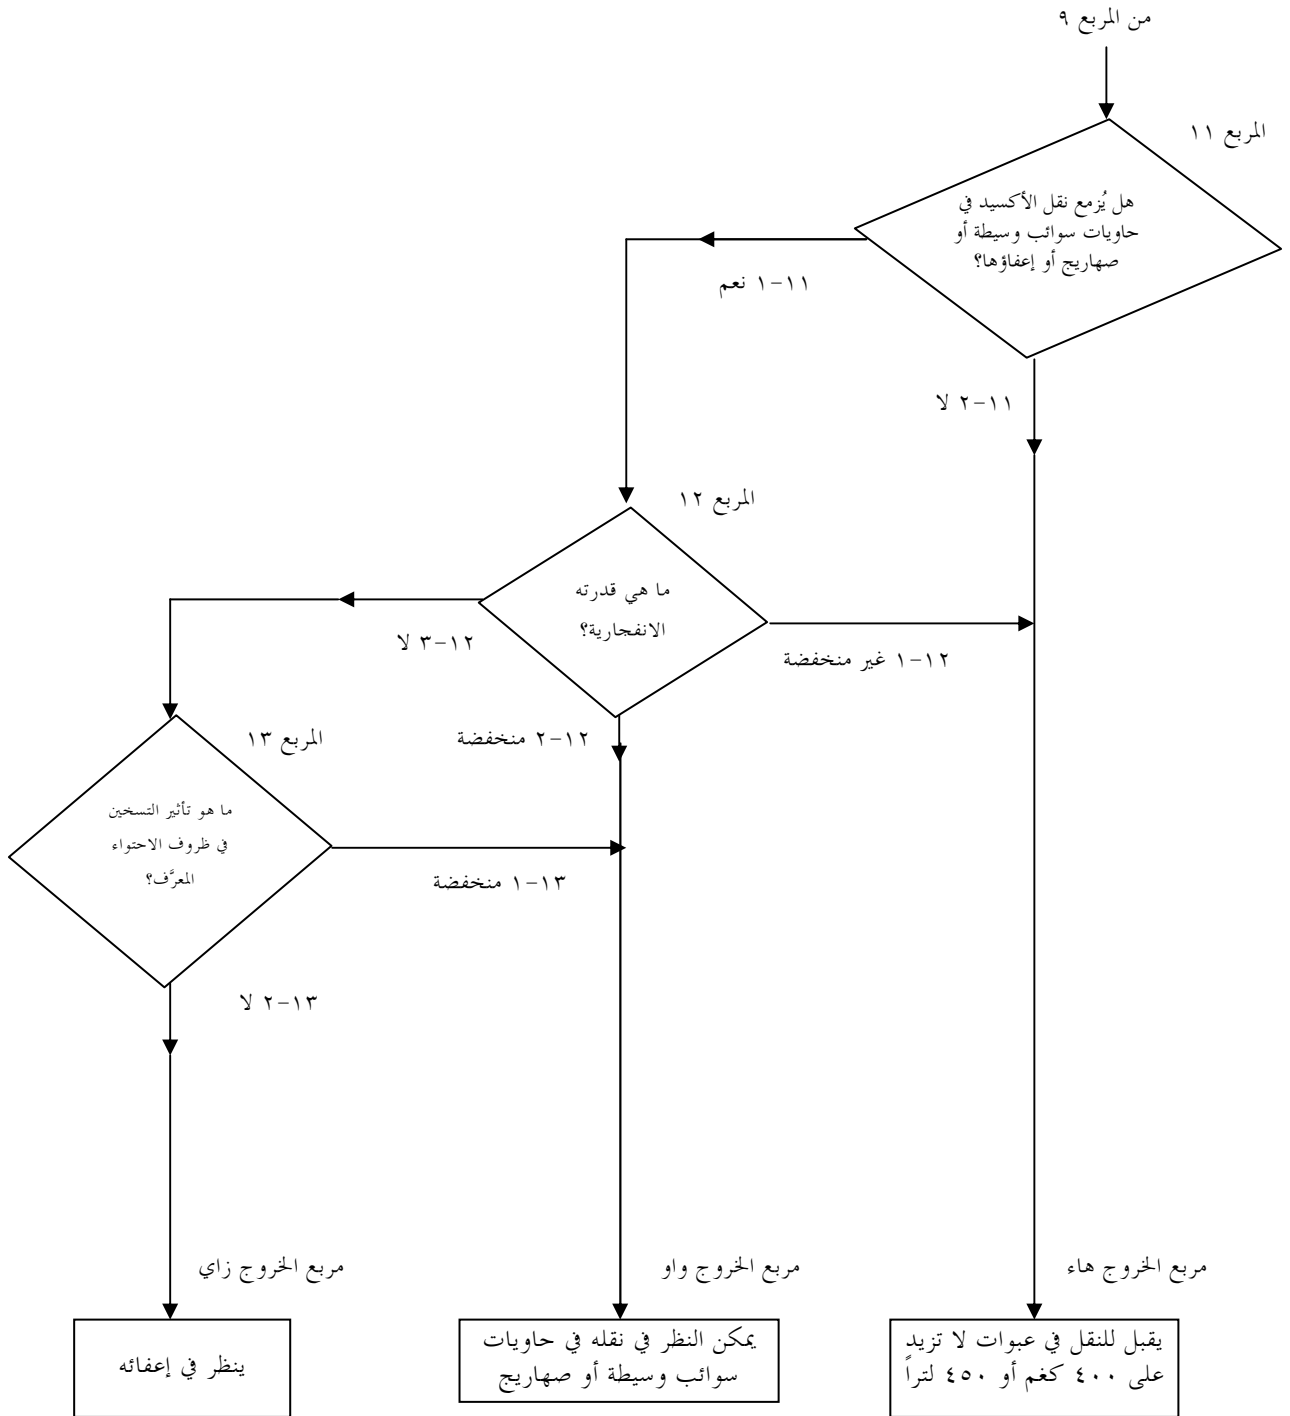 من المربع ٩
المربع ١١
هل يُزمع نقل الأكسيد في
حاويات سوائب وسيطة أو
صهاريج أو إعفاؤها؟
١١-١ نعم
١١-٢ لا
المربع ١٢
ما هي قدرته
الانفجارية؟
١٢-٣ لا
١٢-١ غير منخفضة
١٢-٢ منخفضة
المربع ١٣
ما هو تأثير التسخين
في ظروف الاحتواء
المعرَّف؟
١٣-١ منخفضة
١٣-٢ لا
مربع الخروج هاء
مربع الخروج واو
مربع الخروج زاي
يقبل للنقل في عبوات لا تزيد
على ٤٠٠ كغم أو ٤٥٠ لتراً
يمكن النظر في نقله في حاويات
سوائب وسيطة أو صهاريج
ينظر في إعفائه